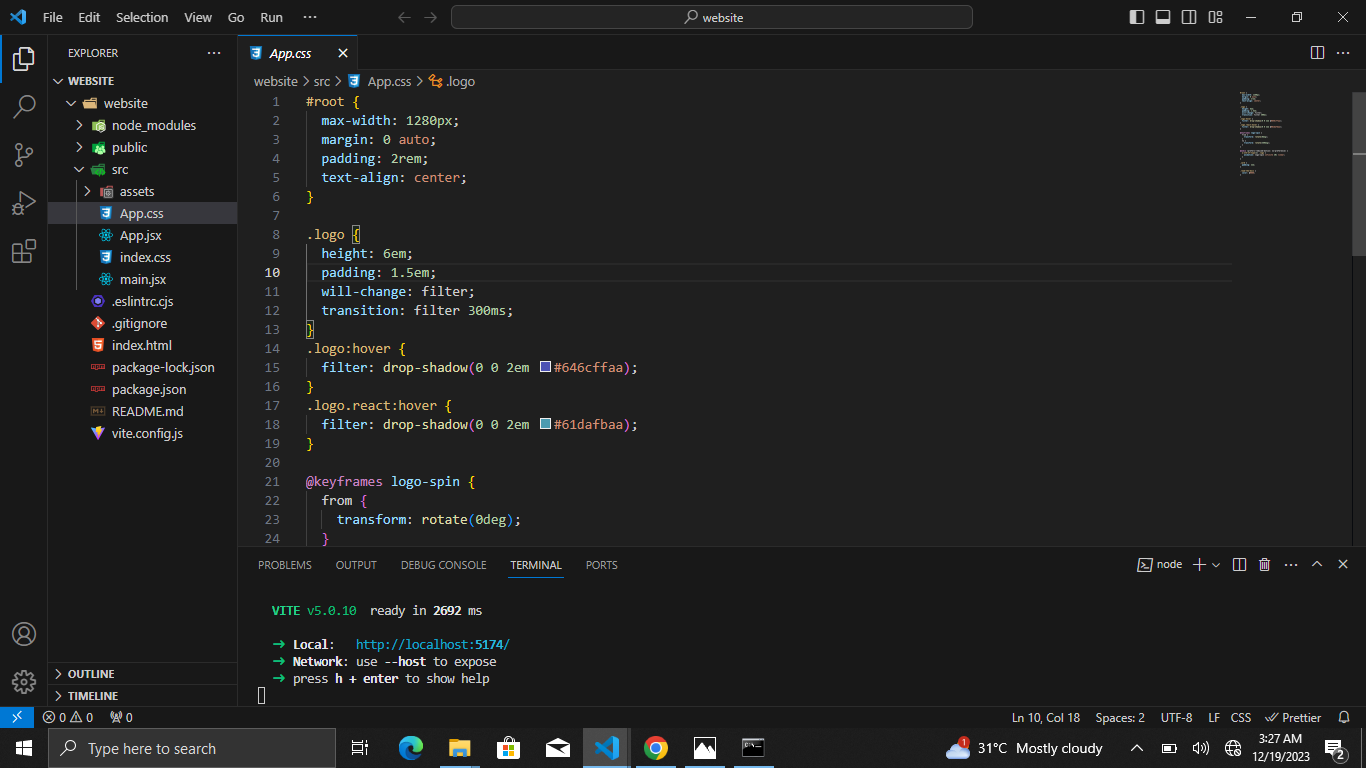 File Edit Selection View Go Run ···
website
EXPLORER ···
WEBSITE
website
node_modules
public
src
assets
App.css
App.jsx
index.css
main.jsx
.eslintrc.cjs
.gitignore
index.html
package-lock.json
package.json
README.md
vite.config.js
OUTLINE
TIMELINE
App.css
website > src > App.css > .logo
1 #root {
2 max-width: 1280px;
3 margin: 0 auto;
4 padding: 2rem;
5 text-align: center;
6 }
7
8 .logo {
9 height: 6em;
10 padding: 1.5em;
11 will-change: filter;
12 transition: filter 300ms;
13 }
14 .logo:hover {
15 filter: drop-shadow(0 0 2em #646cffaa);
16 }
17 .logo.react:hover {
18 filter: drop-shadow(0 0 2em #61dafbaa);
19 }
20
21 @keyframes logo-spin {
22 from {
23 transform: rotate(0deg);
24 }
PROBLEMS OUTPUT DEBUG CONSOLE TERMINAL PORTS
node
VITE v5.0.10 ready in 2692 ms
➜ Local: http://localhost:5174/
➜ Network: use --host to expose
➜ press h + enter to show help
0 0 0
Ln 10, Col 18 Spaces: 2 UTF-8 LF CSS Prettier
Type here to search
1
31°C Mostly cloudy
3:27 AM
12/19/2023
2